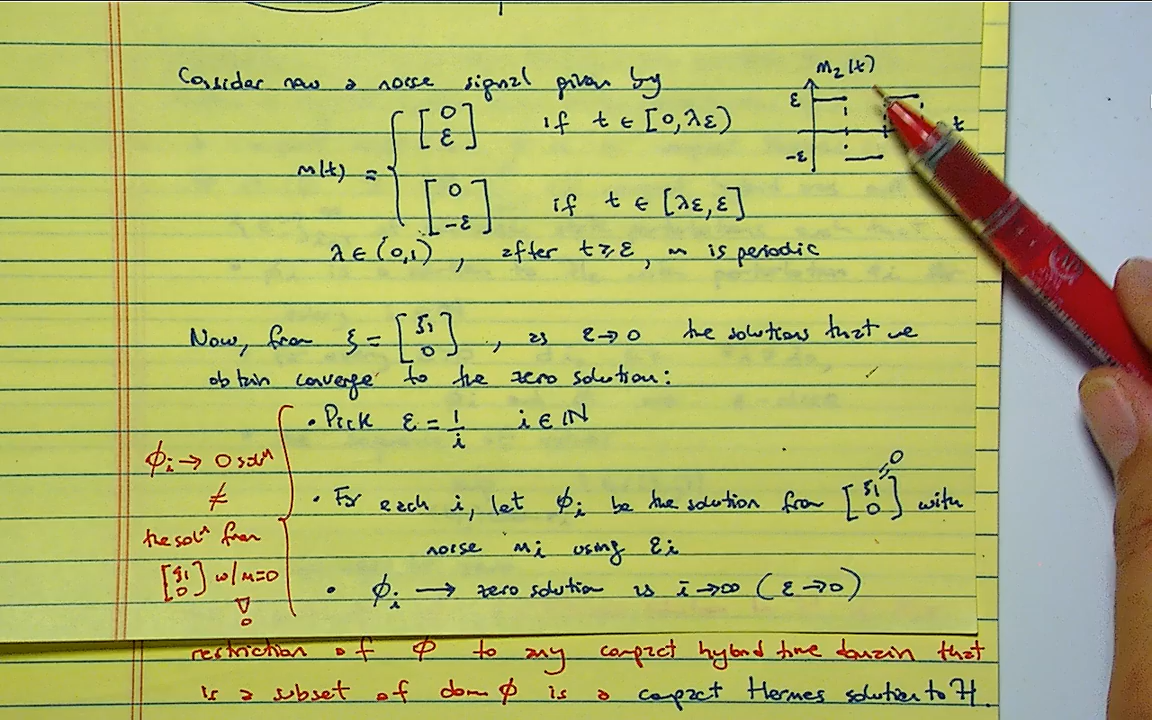 Consider now a noise signal given by
m(t) = { [0 ε] if t ∈ [0, λε)
[0 -ε] if t ∈ [λε, ε]
λ ∈ (0,1) , after t ≥ ε , m is periodic
m₂(t)
ε
t
-ε
Now, from ξ = [ξ₁ 0] , as ε → 0 the solutions that we
obtain converge to the zero solution:
• Pick ε = 1/i i ∈ ℕ
• For each i, let ϕᵢ be the solution from [ξ₁ 0] with
noise mᵢ using εᵢ
• ϕᵢ → zero solution as i → ∞ (ε → 0)
ϕᵢ → 0 solⁿ
≠
the solⁿ from
[ξ₁ 0] w/ m=0
≠ 0
▽
0
restriction of ϕ to any compact hybrid time domain that
is a subset of dom ϕ is a compact Hermes solution to H.